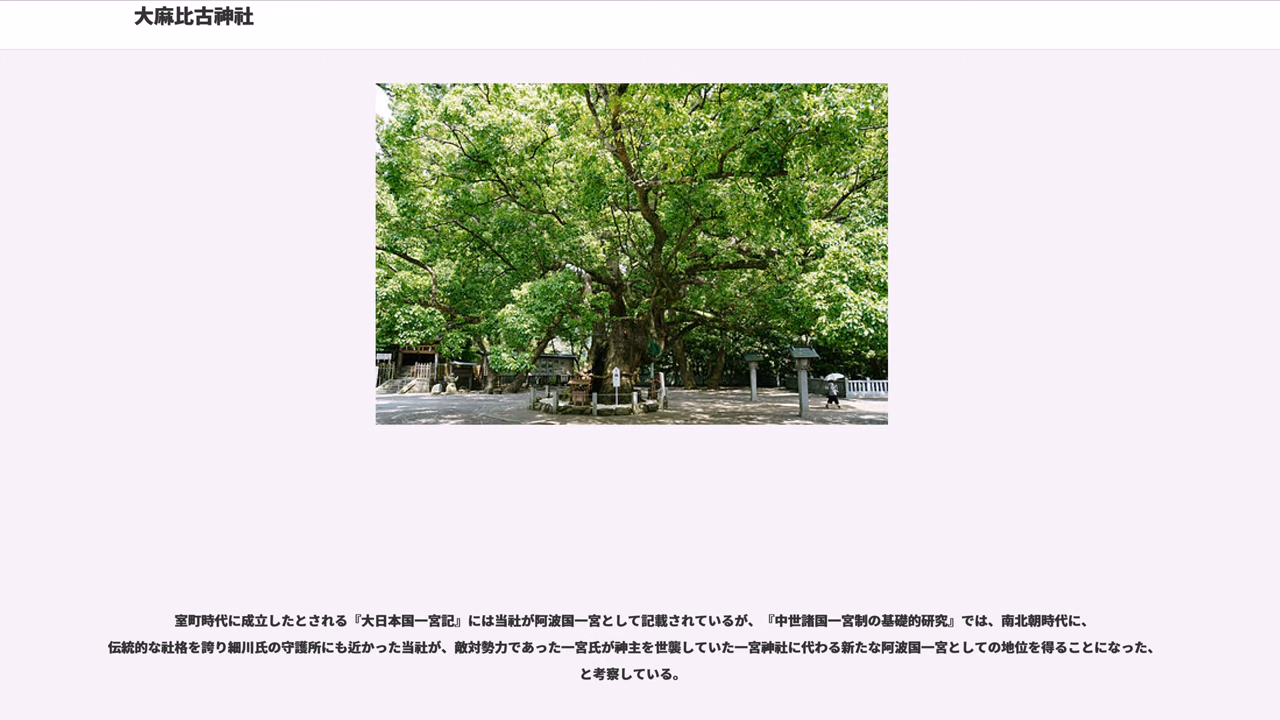 大麻比古神社
室町時代に成立したとされる『大日本国一宮記』には当社が阿波国一宮として記載されているが、『中世諸国一宮制の基礎的研究』では、南北朝時代に、
伝統的な社格を誇り細川氏の守護所にも近かった当社が、敵対勢力であった一宮氏が神主を世襲していた一宮神社に代わる新たな阿波国一宮としての地位を得ることになった、
と考察している。